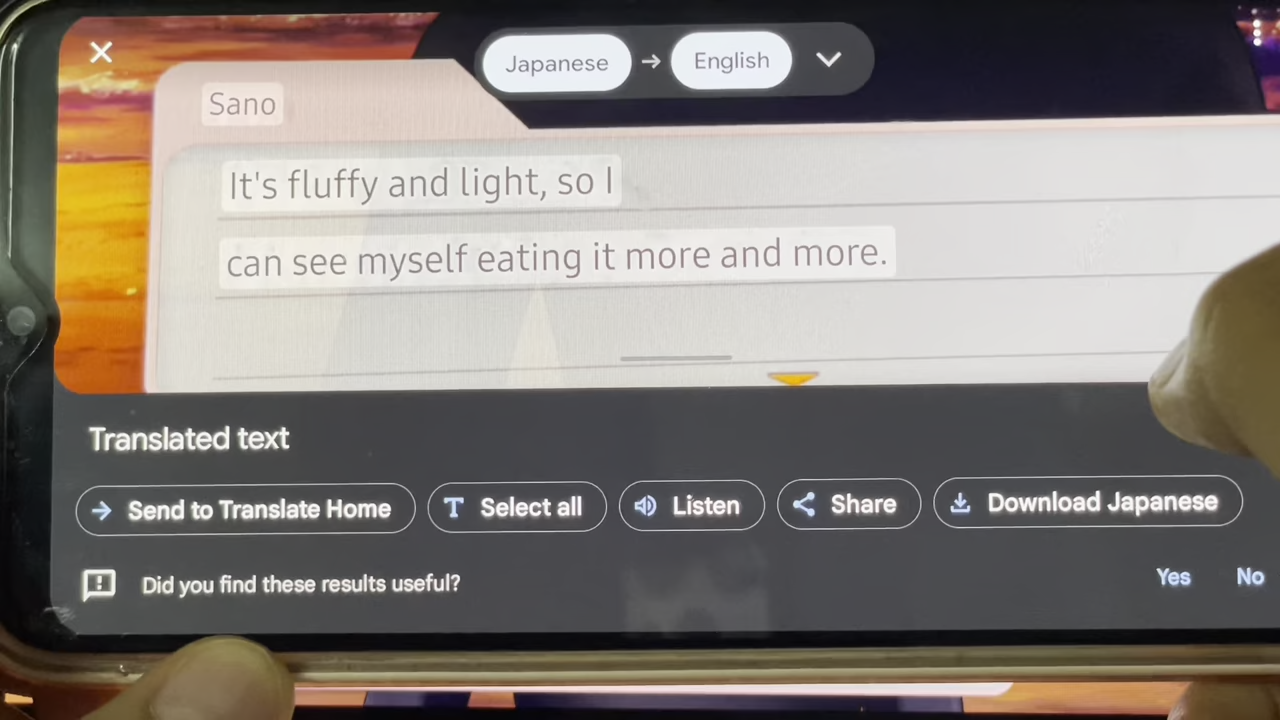 Japanese → English
Sano
It's fluffy and light, so I
can see myself eating it more and more.
Translated text
Send to Translate Home
Select all
Listen
Share
Download Japanese
Did you find these results useful?
Yes
No